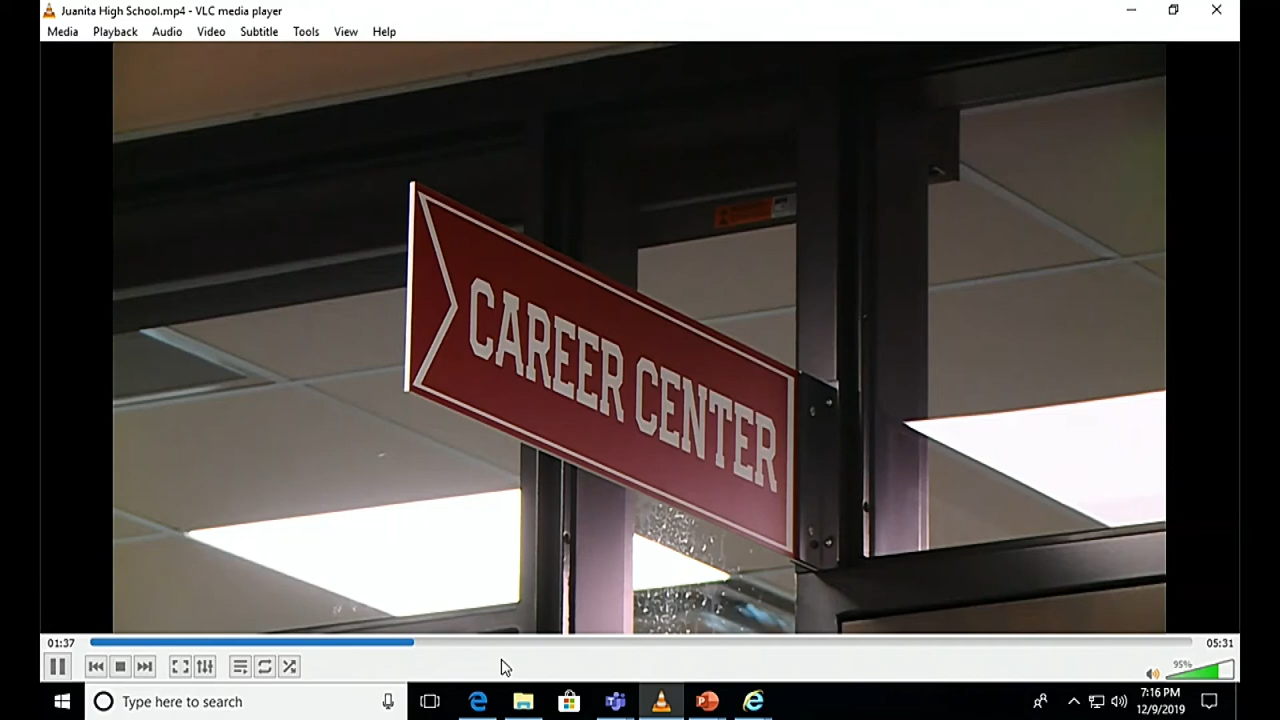 Juanita High School.mp4 - VLC media player
Media Playback Audio Video Subtitle Tools View Help
CAREER CENTER
01:37
05:31
95%
Type here to search
7:16 PM
12/9/2019